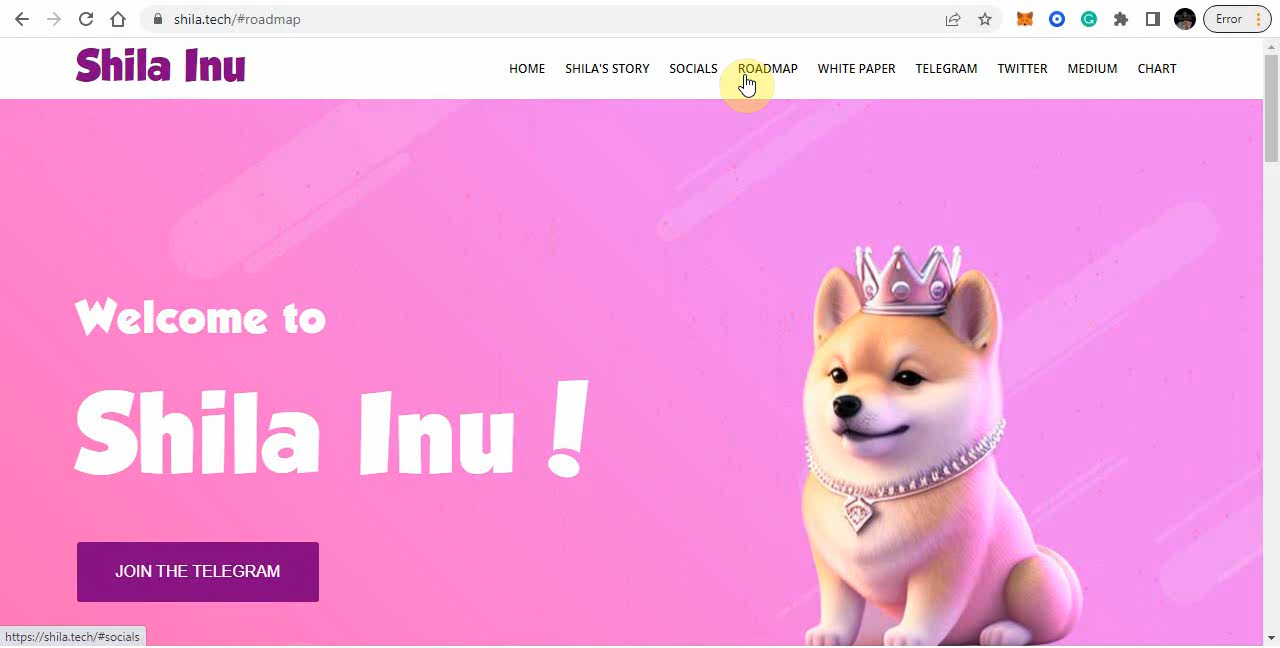 shila.tech/#roadmap
Error
Shila Inu
HOME SHILA'S STORY SOCIALS ROADMAP WHITE PAPER TELEGRAM TWITTER MEDIUM CHART
Welcome to
Shila Inu!
JOIN THE TELEGRAM
https://shila.tech/#socials